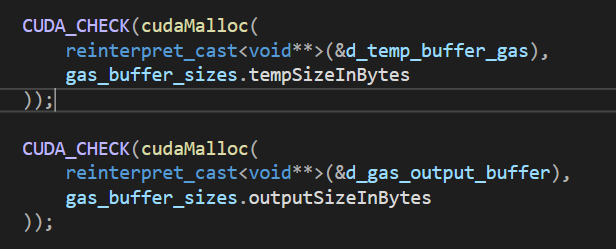 CUDA_CHECK(cudaMalloc(
    reinterpret_cast<void**>(&d_temp_buffer_gas),
    gas_buffer_sizes.tempSizeInBytes
));
CUDA_CHECK(cudaMalloc(
    reinterpret_cast<void**>(&d_gas_output_buffer),
    gas_buffer_sizes.outputSizeInBytes
));